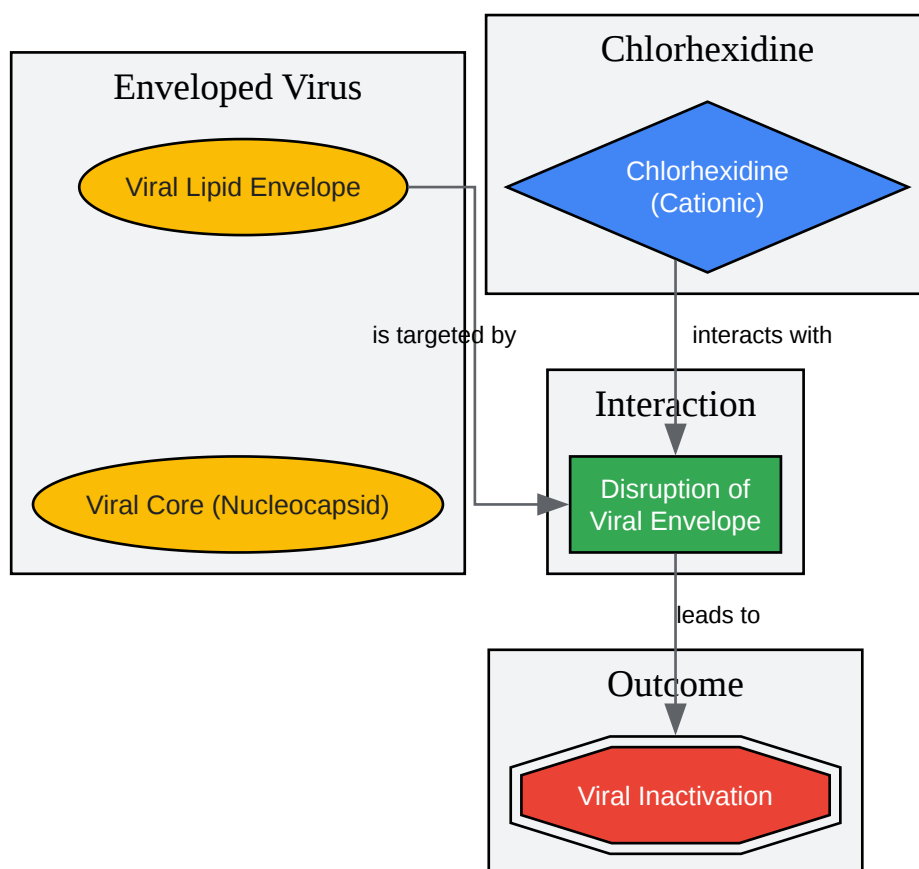 Chlorhexidine
Enveloped Virus
Viral Lipid Envelope
Chlorhexidine
(Cationic)
is targeted by
interacts with
Interaction
Viral Core (Nucleocapsid)
Disruption of
Viral Envelope
leads to
Outcome
Viral Inactivation